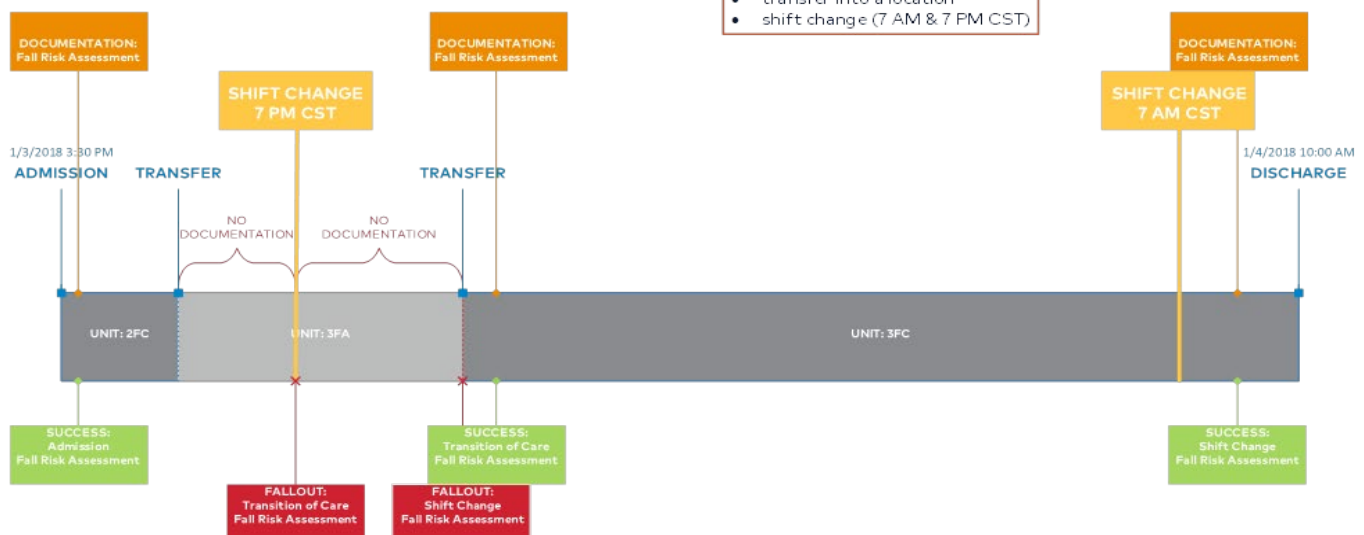 • transfer into a location
• shift change (7 AM & 7 PM CST)
DOCUMENTATION:
Fall Risk Assessment
DOCUMENTATION:
Fall Risk Assessment
DOCUMENTATION:
Fall Risk Assessment
SHIFT CHANGE
7 PM CST
SHIFT CHANGE
7 AM CST
1/3/2018 3:30 PM
ADMISSION
TRANSFER
TRANSFER
1/4/2018 10:00 AM
DISCHARGE
NO
DOCUMENTATION
NO
DOCUMENTATION
UNIT: 2FC
UNIT: 3FA
UNIT: 3FC
SUCCESS:
Admission
Fall Risk Assessment
SUCCESS:
Transition of Care
Fall Risk Assessment
SUCCESS:
Shift Change
Fall Risk Assessment
FALLOUT:
Transition of Care
Fall Risk Assessment
FALLOUT:
Shift Change
Fall Risk Assessment